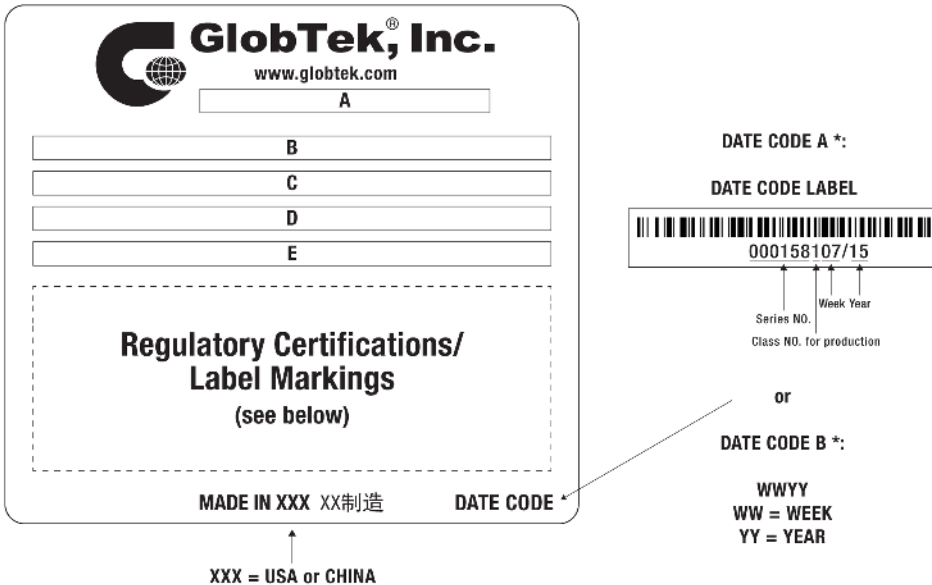 GlobTek®, Inc.
www.globtek.com
A
B
C
D
E
Regulatory Certifications/
Label Markings
(see below)
MADE IN XXX XX制造
DATE CODE
XXX = USA or CHINA
DATE CODE A *:
DATE CODE LABEL
000158107/15
Week Year
Series NO.
Class NO. for production
or
DATE CODE B *:
WWYY
WW = WEEK
YY = YEAR